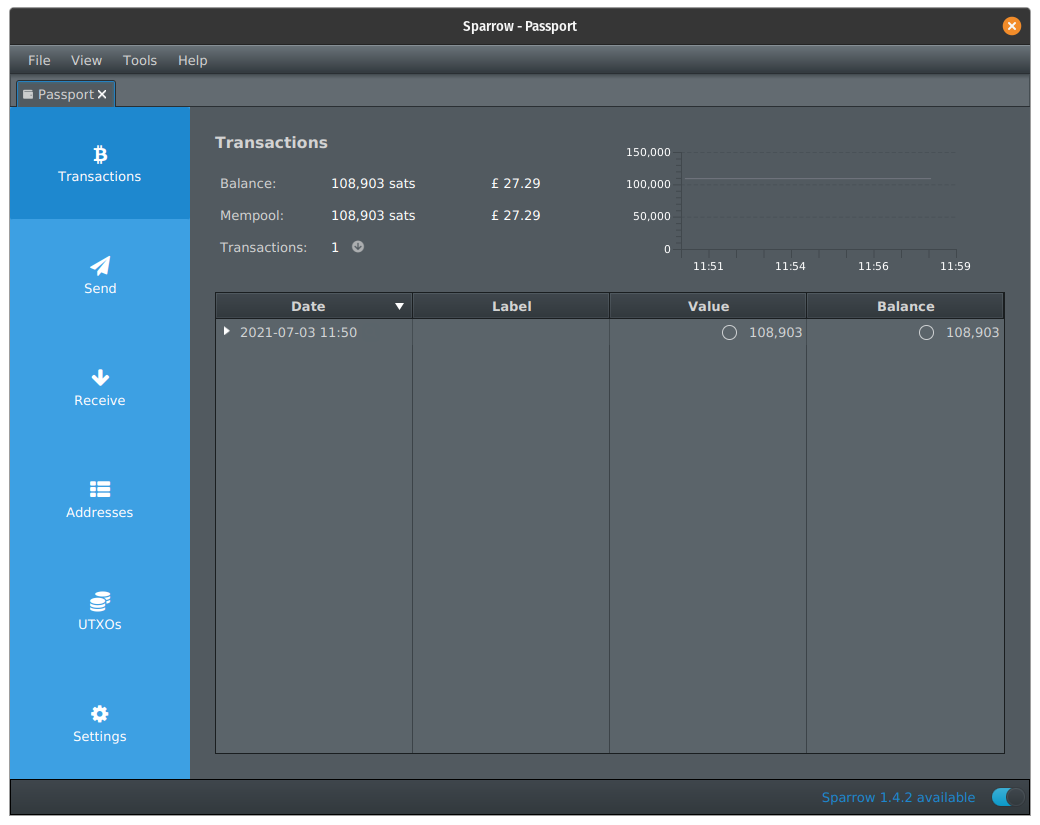 Sparrow - Passport
File View Tools Help
Passport
Transactions
Send
Receive
Addresses
UTXOs
Settings
Transactions
Balance: 108,903 sats £ 27.29
Mempool: 108,903 sats £ 27.29
Transactions: 1
150,000
100,000
50,000
0
11:51 11:54 11:56 11:59
Date Label Value Balance
2021-07-03 11:50 108,903 108,903
Sparrow 1.4.2 available